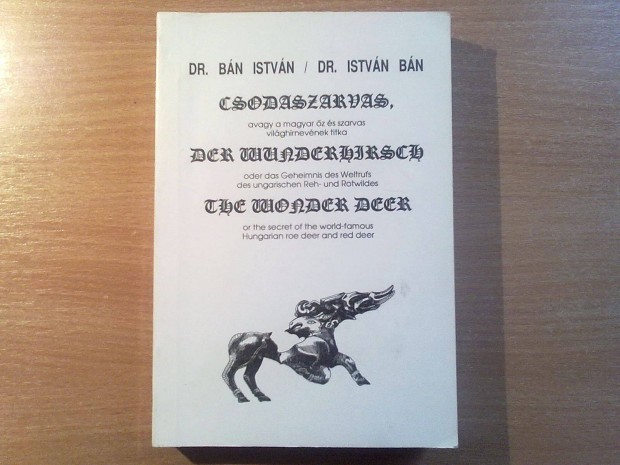 DR. BÁN ISTVÁN / DR. ISTVÁN BÁN
CSODASZARVAS,
avagy a magyar őz és szarvas
világhírnevének titka
DER WUNDERHIRSCH
oder das Geheimnis des Weltrufs
des ungarischen Reh- und Rotwildes
THE WONDER DEER
or the secret of the world-famous
Hungarian roe deer and red deer